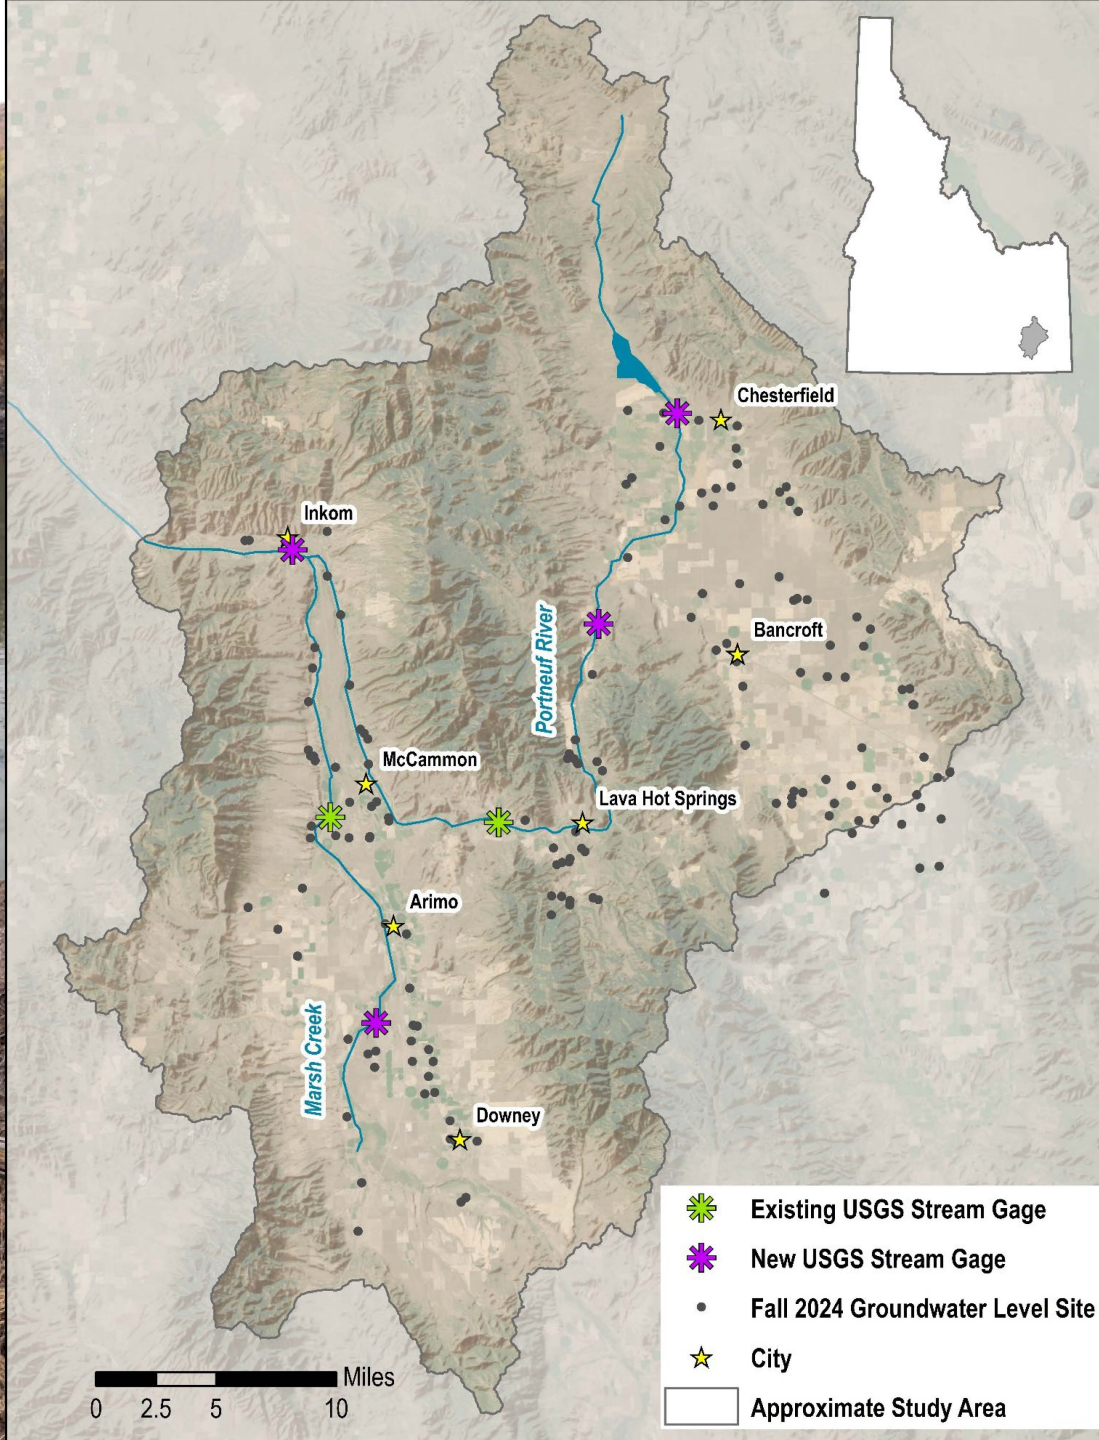 Chesterfield
Inkom
Portneuf River
Bancroft
McCammon
Lava Hot Springs
Arimo
Marsh Creek
Downey
Existing USGS Stream Gage
New USGS Stream Gage
Fall 2024 Groundwater Level Site
City
Approximate Study Area
Miles
0 2.5 5 10